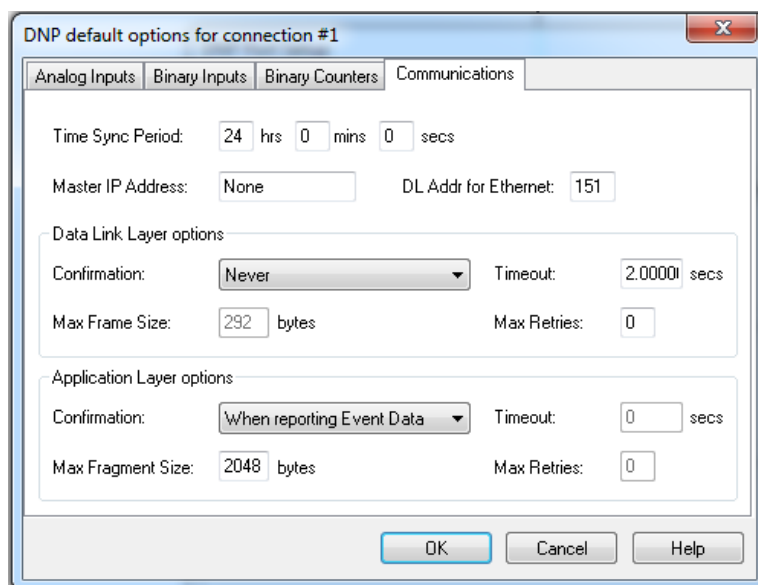 DNP default options for connection #1
Analog Inputs Binary Inputs Binary Counters Communications
Time Sync Period: 24 hrs 0 mins 0 secs
Master IP Address: None DL Addr for Ethernet: 151
Data Link Layer options
Confirmation: Never Timeout: 2.0000 secs
Max Frame Size: 292 bytes Max Retries: 0
Application Layer options
Confirmation: When reporting Event Data Timeout: 0 secs
Max Fragment Size: 2048 bytes Max Retries: 0
OK Cancel Help